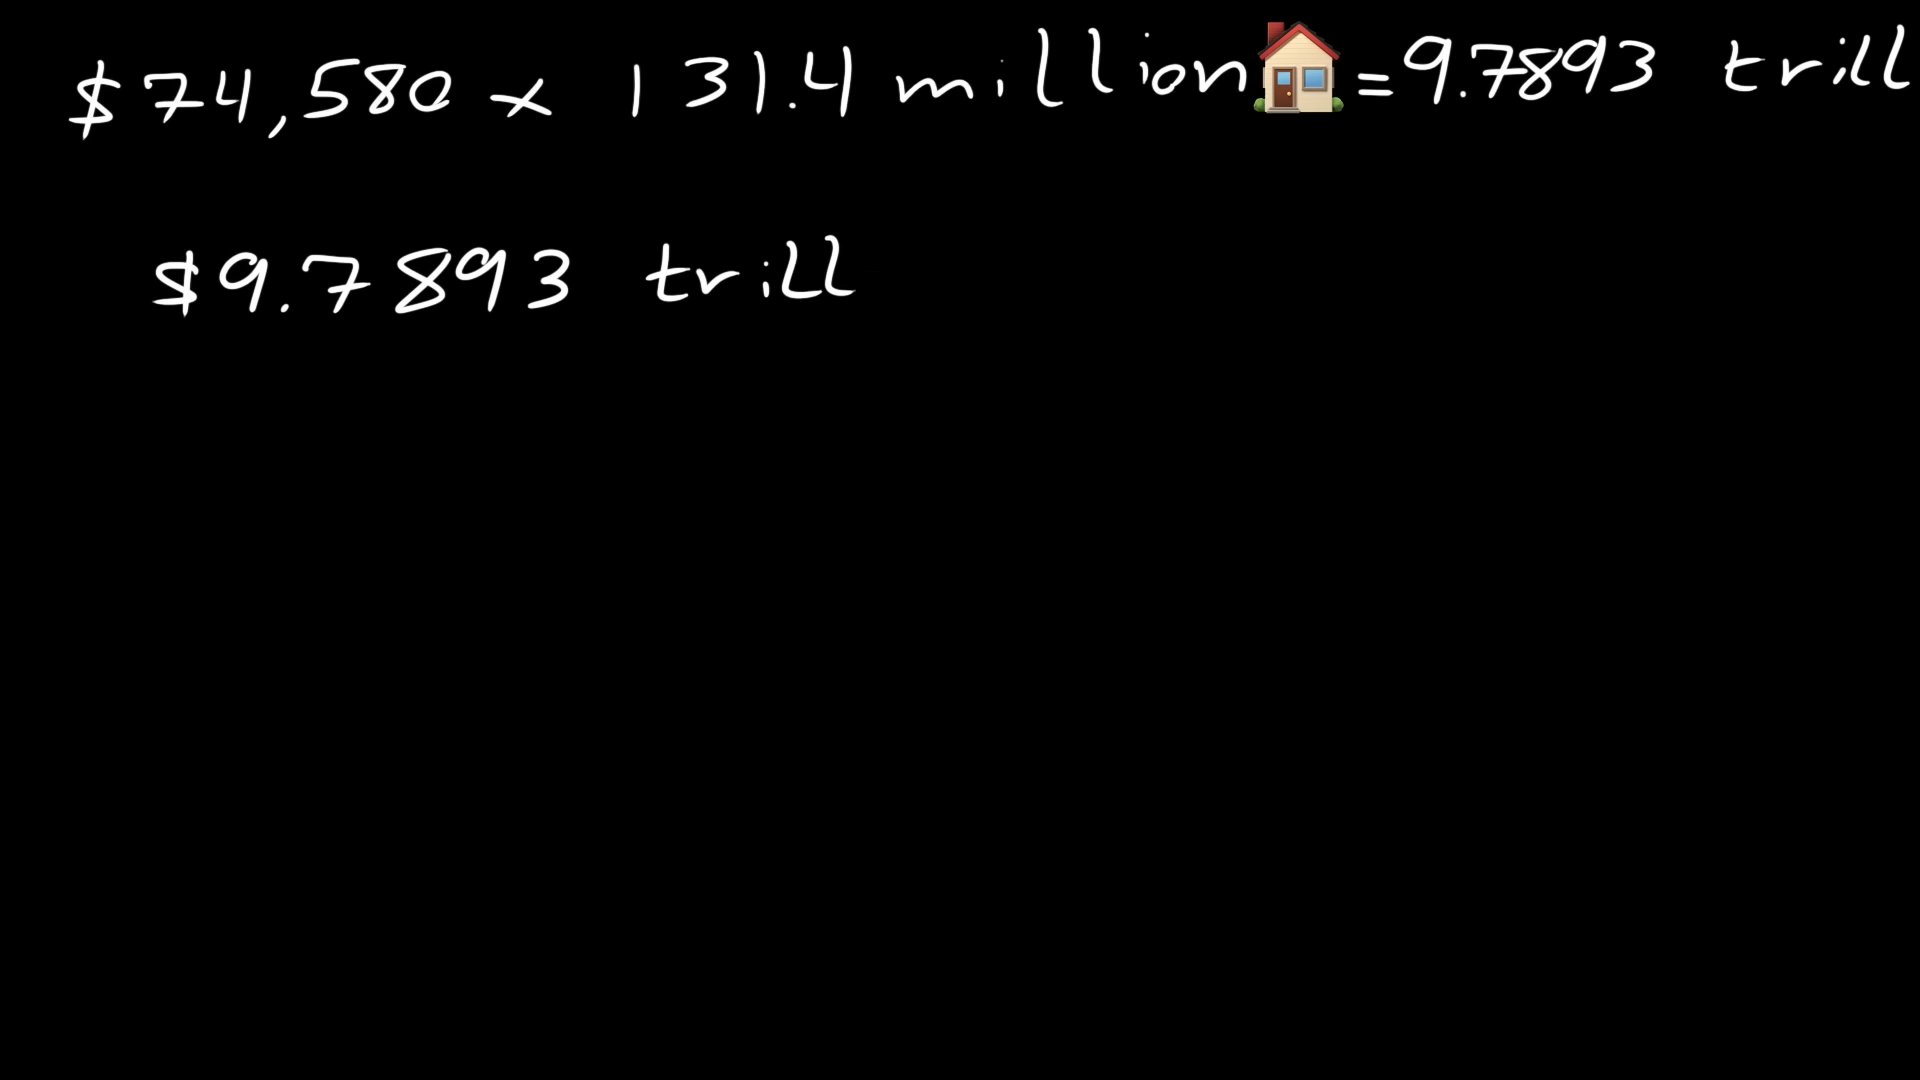 $74,580 x 131.4 million🏠=9.7893 trill
$9.7893 trill